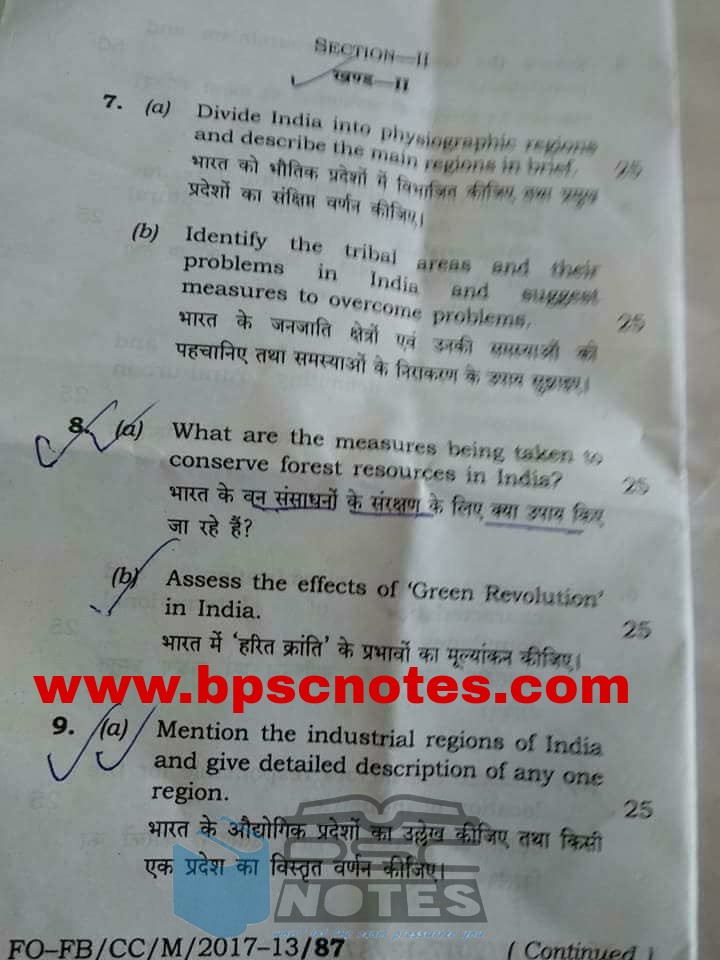 SECTION—II
खण्ड—II
7. (a) Divide India into physiographic regions
and describe the main regions in brief. 25
भारत को भौतिक प्रदेशों में विभाजित कीजिए तथा प्रमुख
प्रदेशों का संक्षिप्त वर्णन कीजिए।
(b) Identify the tribal areas and their
problems in India and suggest
measures to overcome problems. 25
भारत के जनजाति क्षेत्रों एवं उनकी समस्याओं को
पहचानिए तथा समस्याओं के निराकरण के उपाय सुझाइए।
8. (a) What are the measures being taken to
conserve forest resources in India? 25
भारत के वन संसाधनों के संरक्षण के लिए क्या उपाय किए
जा रहे हैं?
(b) Assess the effects of ‘Green Revolution’
in India. 25
भारत में ‘हरित क्रांति’ के प्रभावों का मूल्यांकन कीजिए।
www.bpscnotes.com
9. (a) Mention the industrial regions of India
and give detailed description of any one
region. 25
भारत के औद्योगिक प्रदेशों का उल्लेख कीजिए तथा किसी
एक प्रदेश का विस्तृत वर्णन कीजिए।
NOTES
FO–FB/CC/M/2017–13/87 ( Continued )